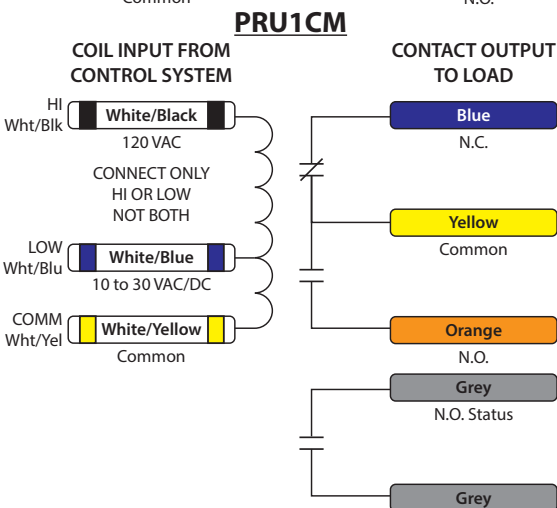 Common
N.O.
PRU1CM
COIL INPUT FROM
CONTROL SYSTEM
HI
Wht/Blk
White/Black
120 VAC
CONNECT ONLY
HI OR LOW
NOT BOTH
LOW
Wht/Blu
White/Blue
10 to 30 VAC/DC
COMM
Wht/Yel
White/Yellow
Common
CONTACT OUTPUT
TO LOAD
Blue
N.C.
Yellow
Common
Orange
N.O.
Grey
N.O. Status
Grey